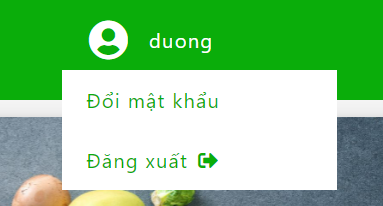 duong
Đổi mật khẩu
Đăng xuất